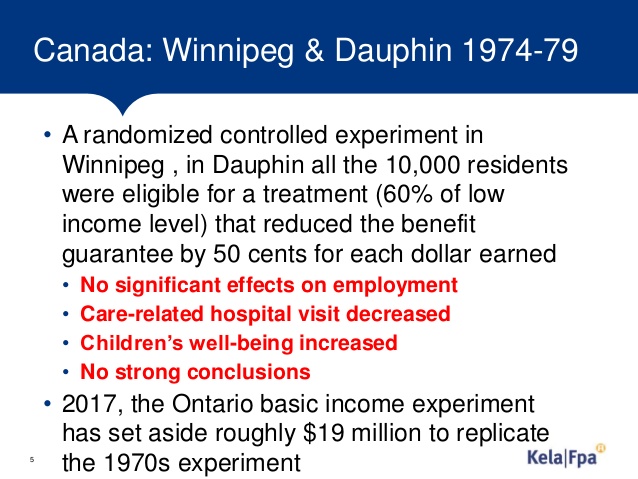 Canada: Winnipeg & Dauphin 1974-79
• A randomized controlled experiment in
Winnipeg , in Dauphin all the 10,000 residents
were eligible for a treatment (60% of low
income level) that reduced the benefit
guarantee by 50 cents for each dollar earned
• No significant effects on employment
• Care-related hospital visit decreased
• Children’s well-being increased
• No strong conclusions
• 2017, the Ontario basic income experiment
has set aside roughly $19 million to replicate
the 1970s experiment
5
Kela|Fpa